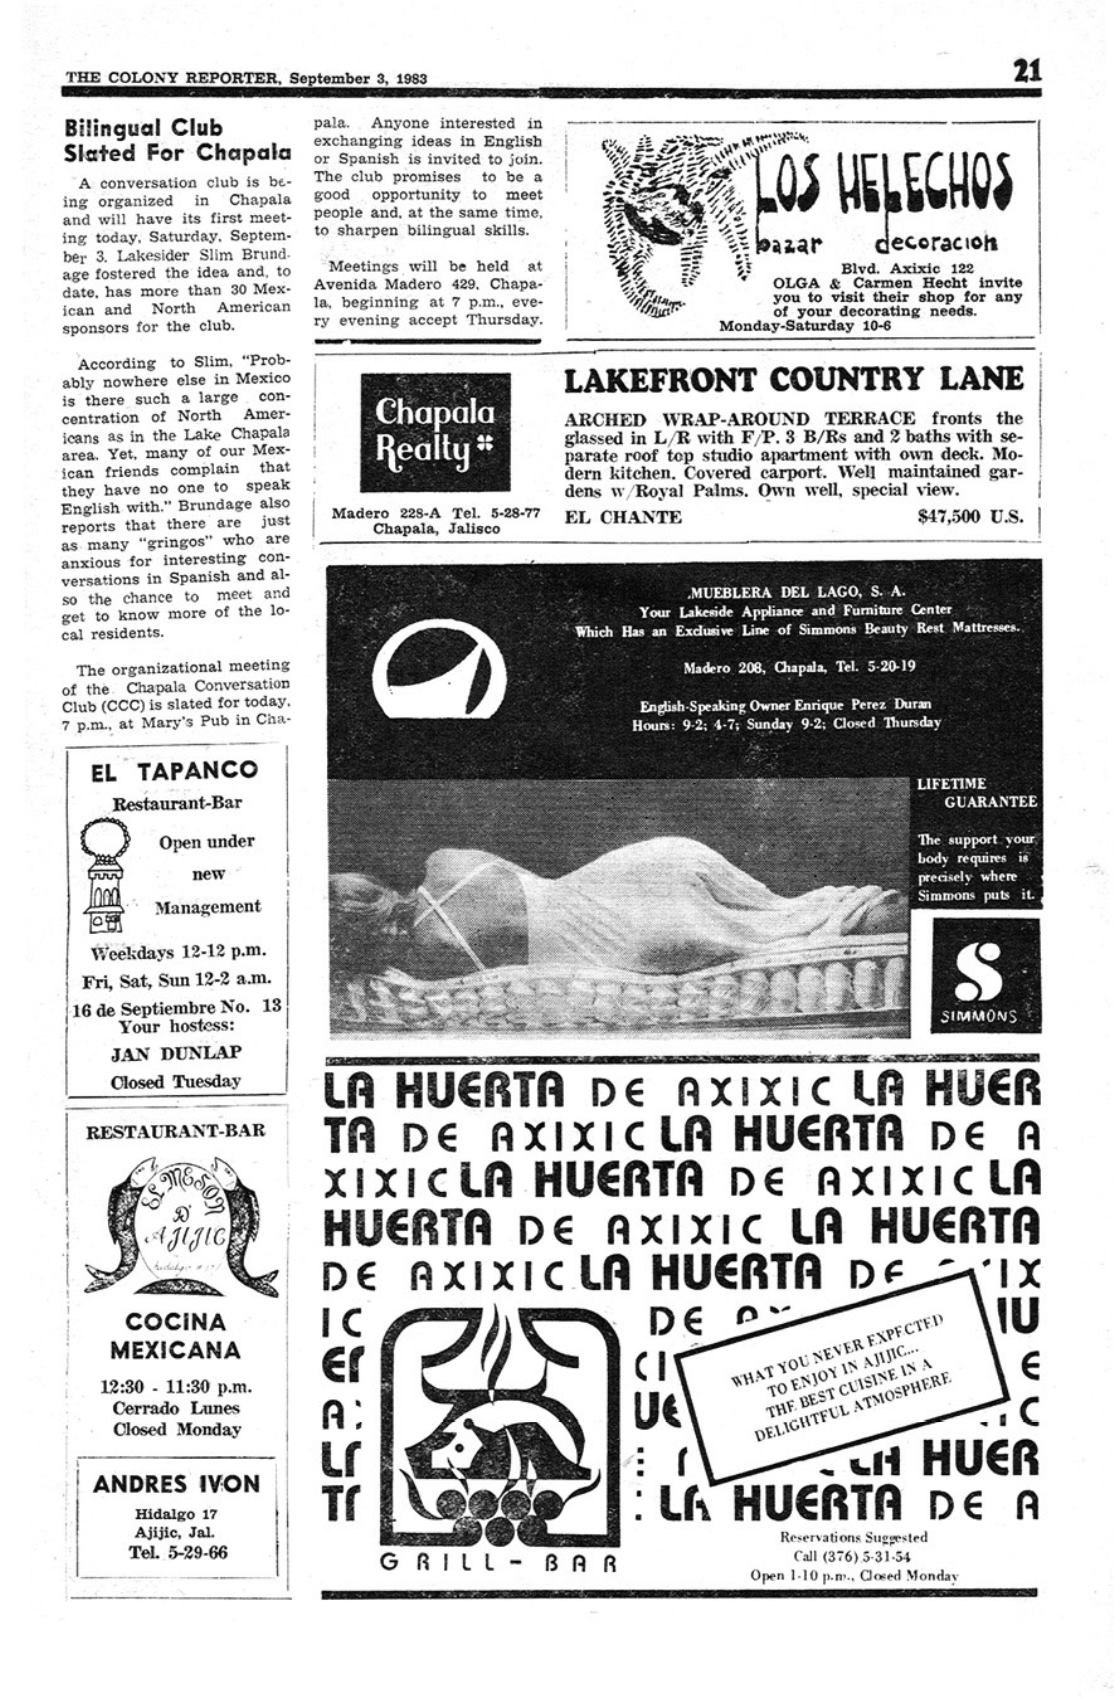 THE COLONY REPORTER, September 3, 1983
21
Bilingual Club
Slated For Chapala
A conversation club is be-
ing organized in Chapala
and will have its first meet-
ing today, Saturday, Septem-
ber 3. Lakesider Slim Brund-
age fostered the idea and, to
date, has more than 30 Mex-
ican and North American
sponsors for the club.
According to Slim, "Prob-
ably nowhere else in Mexico
is there such a large con-
centration of North Amer-
icans as in the Lake Chapala
area. Yet, many of our Mex-
ican friends complain that
they have no one to speak
English with." Brundage also
reports that there are just
as many "gringos" who are
anxious for interesting con-
versations in Spanish and al-
so the chance to meet and
get to know more of the lo-
cal residents.
The organizational meeting
of the Chapala Conversation
Club (CCC) is slated for today,
7 p.m., at Mary's Pub in Cha-
pala. Anyone interested in
exchanging ideas in English
or Spanish is invited to join.
The club promises to be a
good opportunity to meet
people and, at the same time,
to sharpen bilingual skills.
Meetings will be held at
Avenida Madero 429, Chapa-
la, beginning at 7 p.m., eve-
ry evening accept Thursday.
LOS HELECHOS
bazar decoracion
Blvd. Axixic 122
OLGA & Carmen Hecht invite
you to visit their shop for any
of your decorating needs.
Monday-Saturday 10-6
Chapala
Realty
Madero 228-A Tel. 5-28-77
Chapala, Jalisco
LAKEFRONT COUNTRY LANE
ARCHED WRAP-AROUND TERRACE fronts the
glassed in L/R with F/P. 3 B/Rs and 2 baths with se-
parate roof top studio apartment with own deck. Mo-
dern kitchen. Covered carport. Well maintained gar-
dens w/Royal Palms. Own well, special view.
EL CHANTE $47,500 U.S.
MUEBLERA DEL LAGO, S. A.
Your Lakeside Appliance and Furniture Center
Which Has an Exclusive Line of Simmons Beauty Rest Mattresses.
Madero 208, Chapala, Tel. 5-20-19
English-Speaking Owner Enrique Perez Duran
Hours: 9-2; 4-7; Sunday 9-2; Closed Thursday
LIFETIME
GUARANTEE
The support your
body requires is
precisely where
Simmons puts it.
S
SIMMONS
EL TAPANCO
Restaurant-Bar
Open under
new
Management
Weekdays 12-12 p.m.
Fri, Sat, Sun 12-2 a.m.
16 de Septiembre No. 13
Your hostess:
JAN DUNLAP
Closed Tuesday
RESTAURANT-BAR
EL MESON
D'
AJIJIC
COCINA
MEXICANA
12:30 - 11:30 p.m.
Cerrado Lunes
Closed Monday
ANDRES IVON
Hidalgo 17
Ajijic, Jal.
Tel. 5-29-66
LA HUERTA DE AXIXIC LA HUER
TA DE AXIXIC LA HUERTA DE A
XIXIC LA HUERTA DE AXIXIC LA
HUERTA DE AXIXIC LA HUERTA
DE AXIXIC LA HUERTA DE IX
IC DE
CI E
A C
HUER
LA HUERTA DE A
WHAT YOU NEVER EXPECTED
TO ENJOY IN AJIJIC...
THE BEST CUISINE IN A
DELIGHTFUL ATMOSPHERE
GRILL-BAR
Reservations Suggested
Call (376) 5-31-54
Open 1-10 p.m., Closed Monday